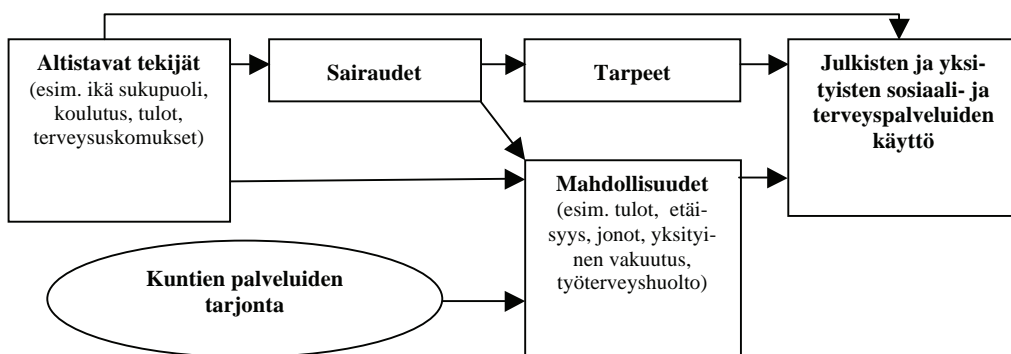 Altistavat tekijät
(esim. ikä sukupuoli,
koulutus, tulot,
terveysuskomukset)
Sairaudet
Tarpeet
Julkisten ja yksi-
tyisten sosiaali- ja
terveyspalveluiden
käyttö
Mahdollisuudet
(esim. tulot, etäi-
syys, jonot, yksityi-
nen vakuutus,
työterveyshuolto)
Kuntien palveluiden
tarjonta